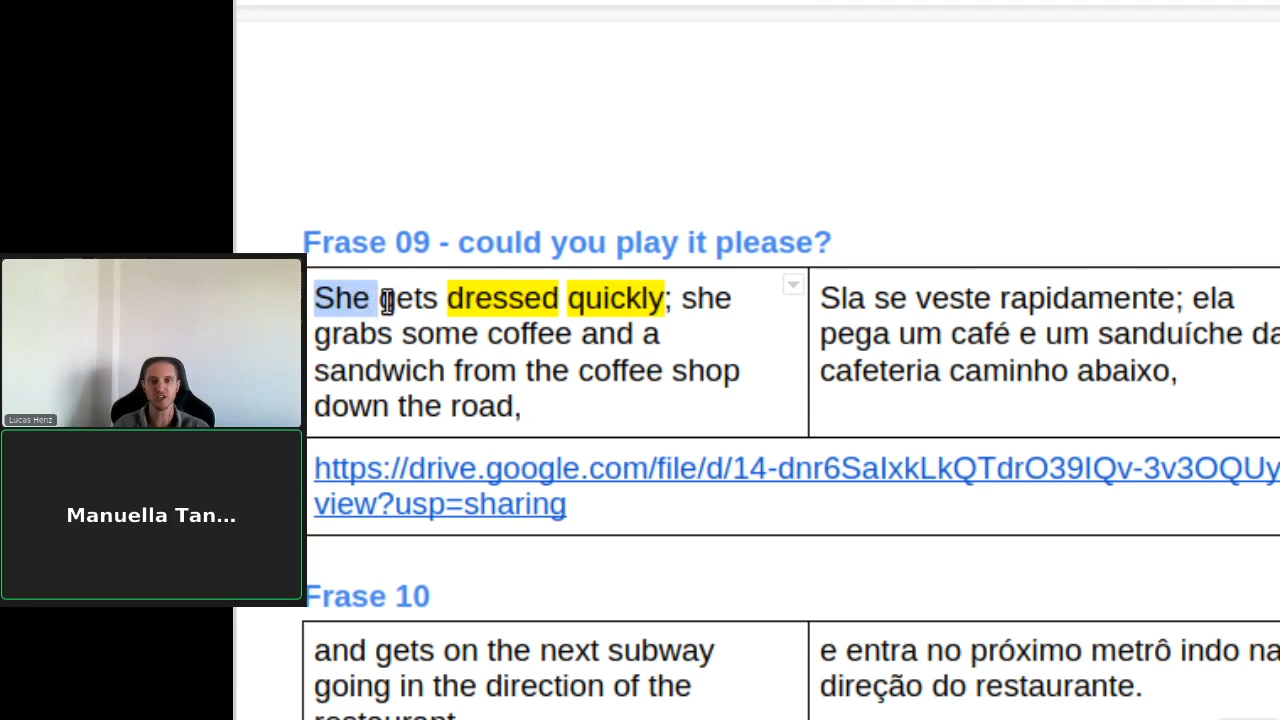 Frase 09 - could you play it please?
She gets dressed quickly; she
grabs some coffee and a
sandwich from the coffee shop
down the road,
Sla se veste rapidamente; ela
pega um café e um sanduíche da
cafeteria caminho abaixo,
https://drive.google.com/file/d/14-dnr6SaIxkLkQTdrO39IQv-3v3OQUy
view?usp=sharing
Lucas Henz
Manuella Tan...
Frase 10
and gets on the next subway
going in the direction of the
restaurant
e entra no próximo metrô indo na
direção do restaurante.